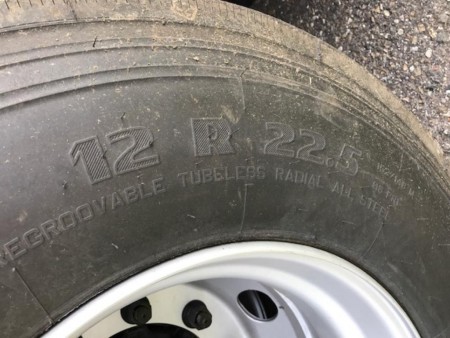 12 R 22.5
REGROOVABLE TUBELESS RADIAL ALL STEEL